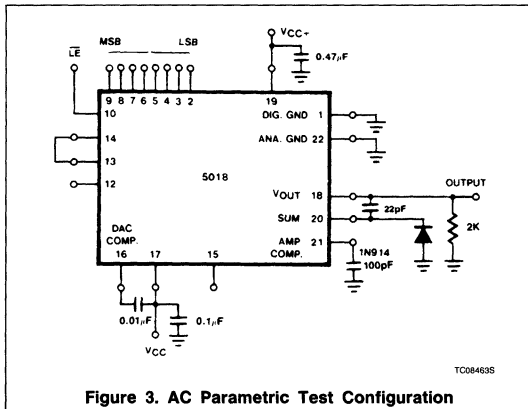 VCC+
LE
MSB LSB
0.47μF
9 8 7 6 5 4 3 2
19
10
DIG. GND 1
14
ANA. GND 22
13
5018
12
VOUT 18
OUTPUT
22pF
SUM 20
2K
DAC
COMP.
AMP 21
COMP.
1N914
100pF
16 17 15
0.01μF
0.1μF
VCC
TC08463S
Figure 3. AC Parametric Test Configuration